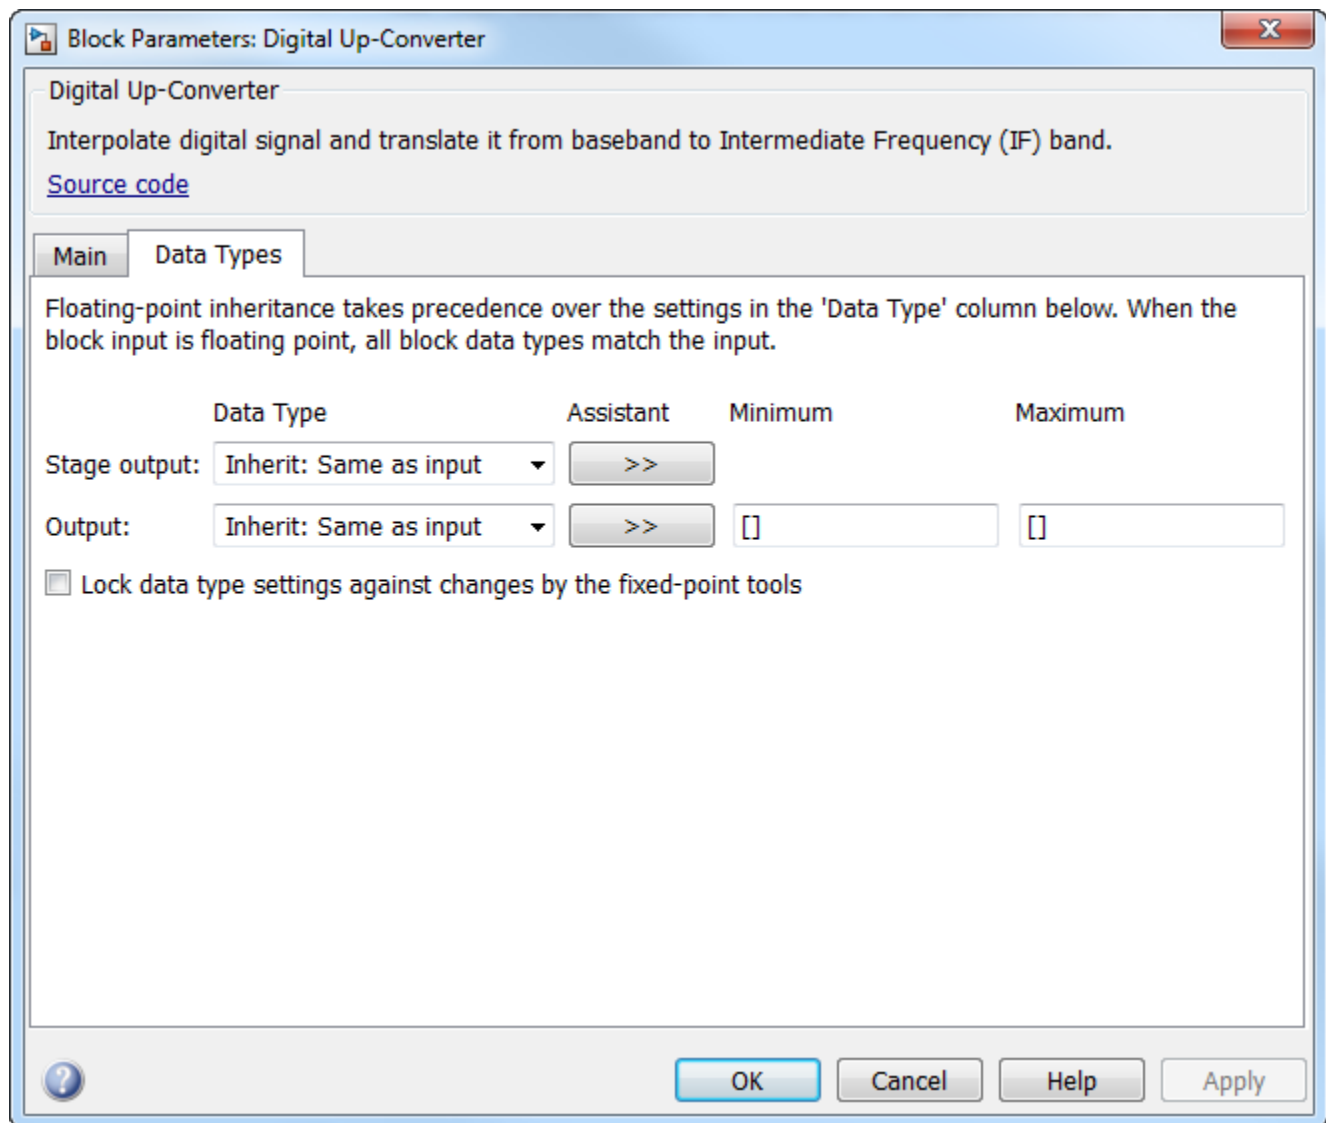 Block Parameters: Digital Up-Converter
x
Digital Up-Converter
Interpolate digital signal and translate it from baseband to Intermediate Frequency (IF) band.
Source code
Main Data Types
Floating-point inheritance takes precedence over the settings in the 'Data Type' column below. When the
block input is floating point, all block data types match the input.
Data Type Assistant Minimum Maximum
Stage output: Inherit: Same as input >>
Output: Inherit: Same as input >> [] []
Lock data type settings against changes by the fixed-point tools
? OK Cancel Help Apply